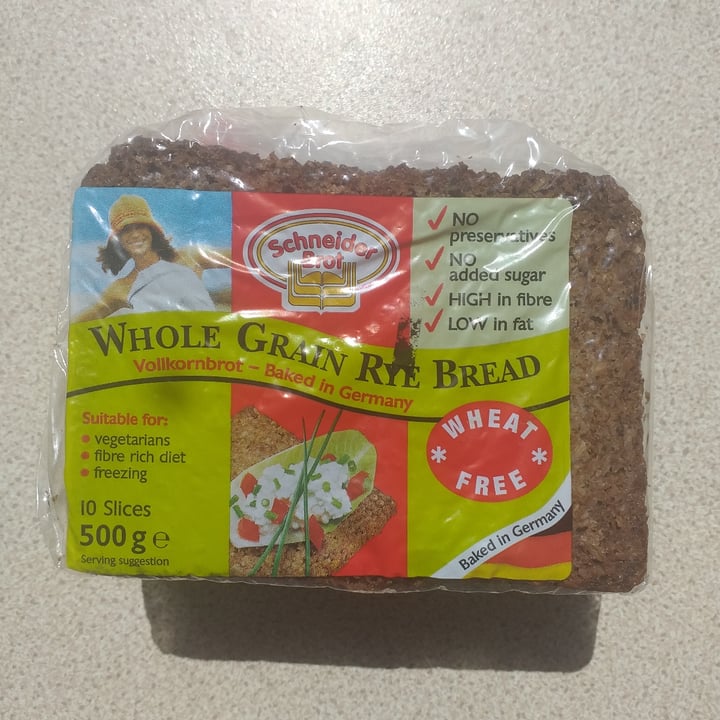 Schneider
Brot
NO
preservatives
NO
added sugar
HIGH in fibre
LOW in fat
WHOLE GRAIN RYE BREAD
Vollkornbrot – Baked in Germany
Suitable for:
• vegetarians
• fibre rich diet
• freezing
10 Slices
500g e
Serving suggestion
WHEAT
* *
FREE
Baked in Germany